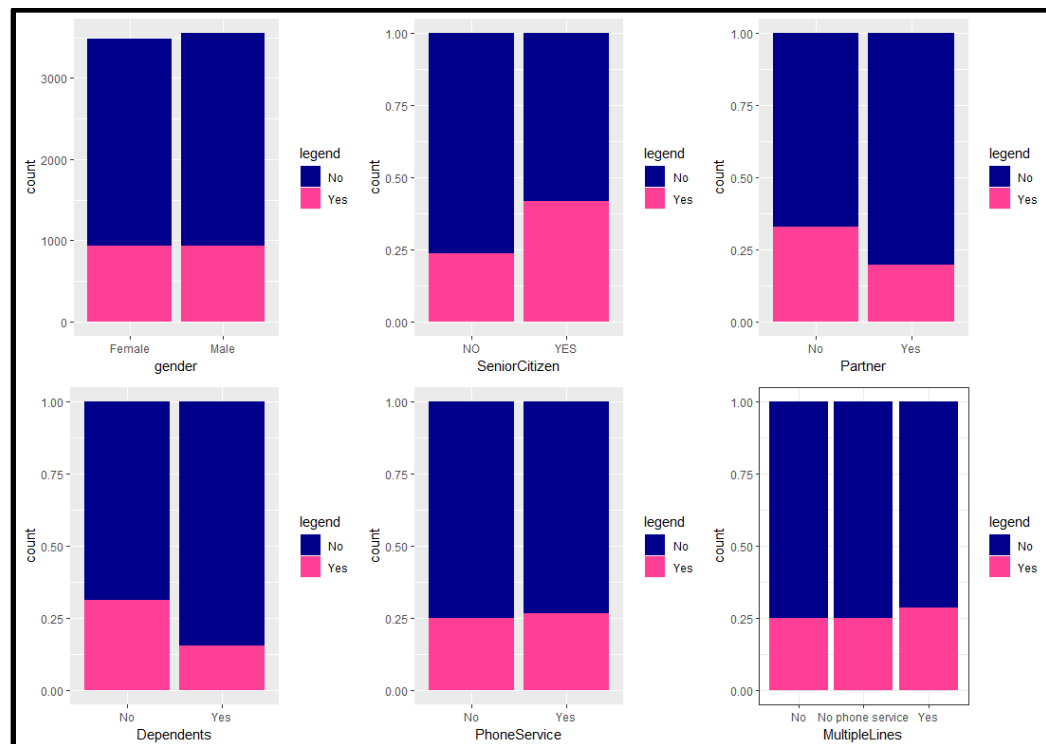 3000
2000
1000
0
count
Female Male
gender
legend
No
Yes
1.00
0.75
0.50
0.25
0.00
count
NO YES
SeniorCitizen
legend
No
Yes
1.00
0.75
0.50
0.25
0.00
count
No Yes
Partner
legend
No
Yes
1.00
0.75
0.50
0.25
0.00
count
No Yes
Dependents
legend
No
Yes
1.00
0.75
0.50
0.25
0.00
count
No Yes
PhoneService
legend
No
Yes
1.00
0.75
0.50
0.25
0.00
count
No No phone service Yes
MultipleLines
legend
No
Yes